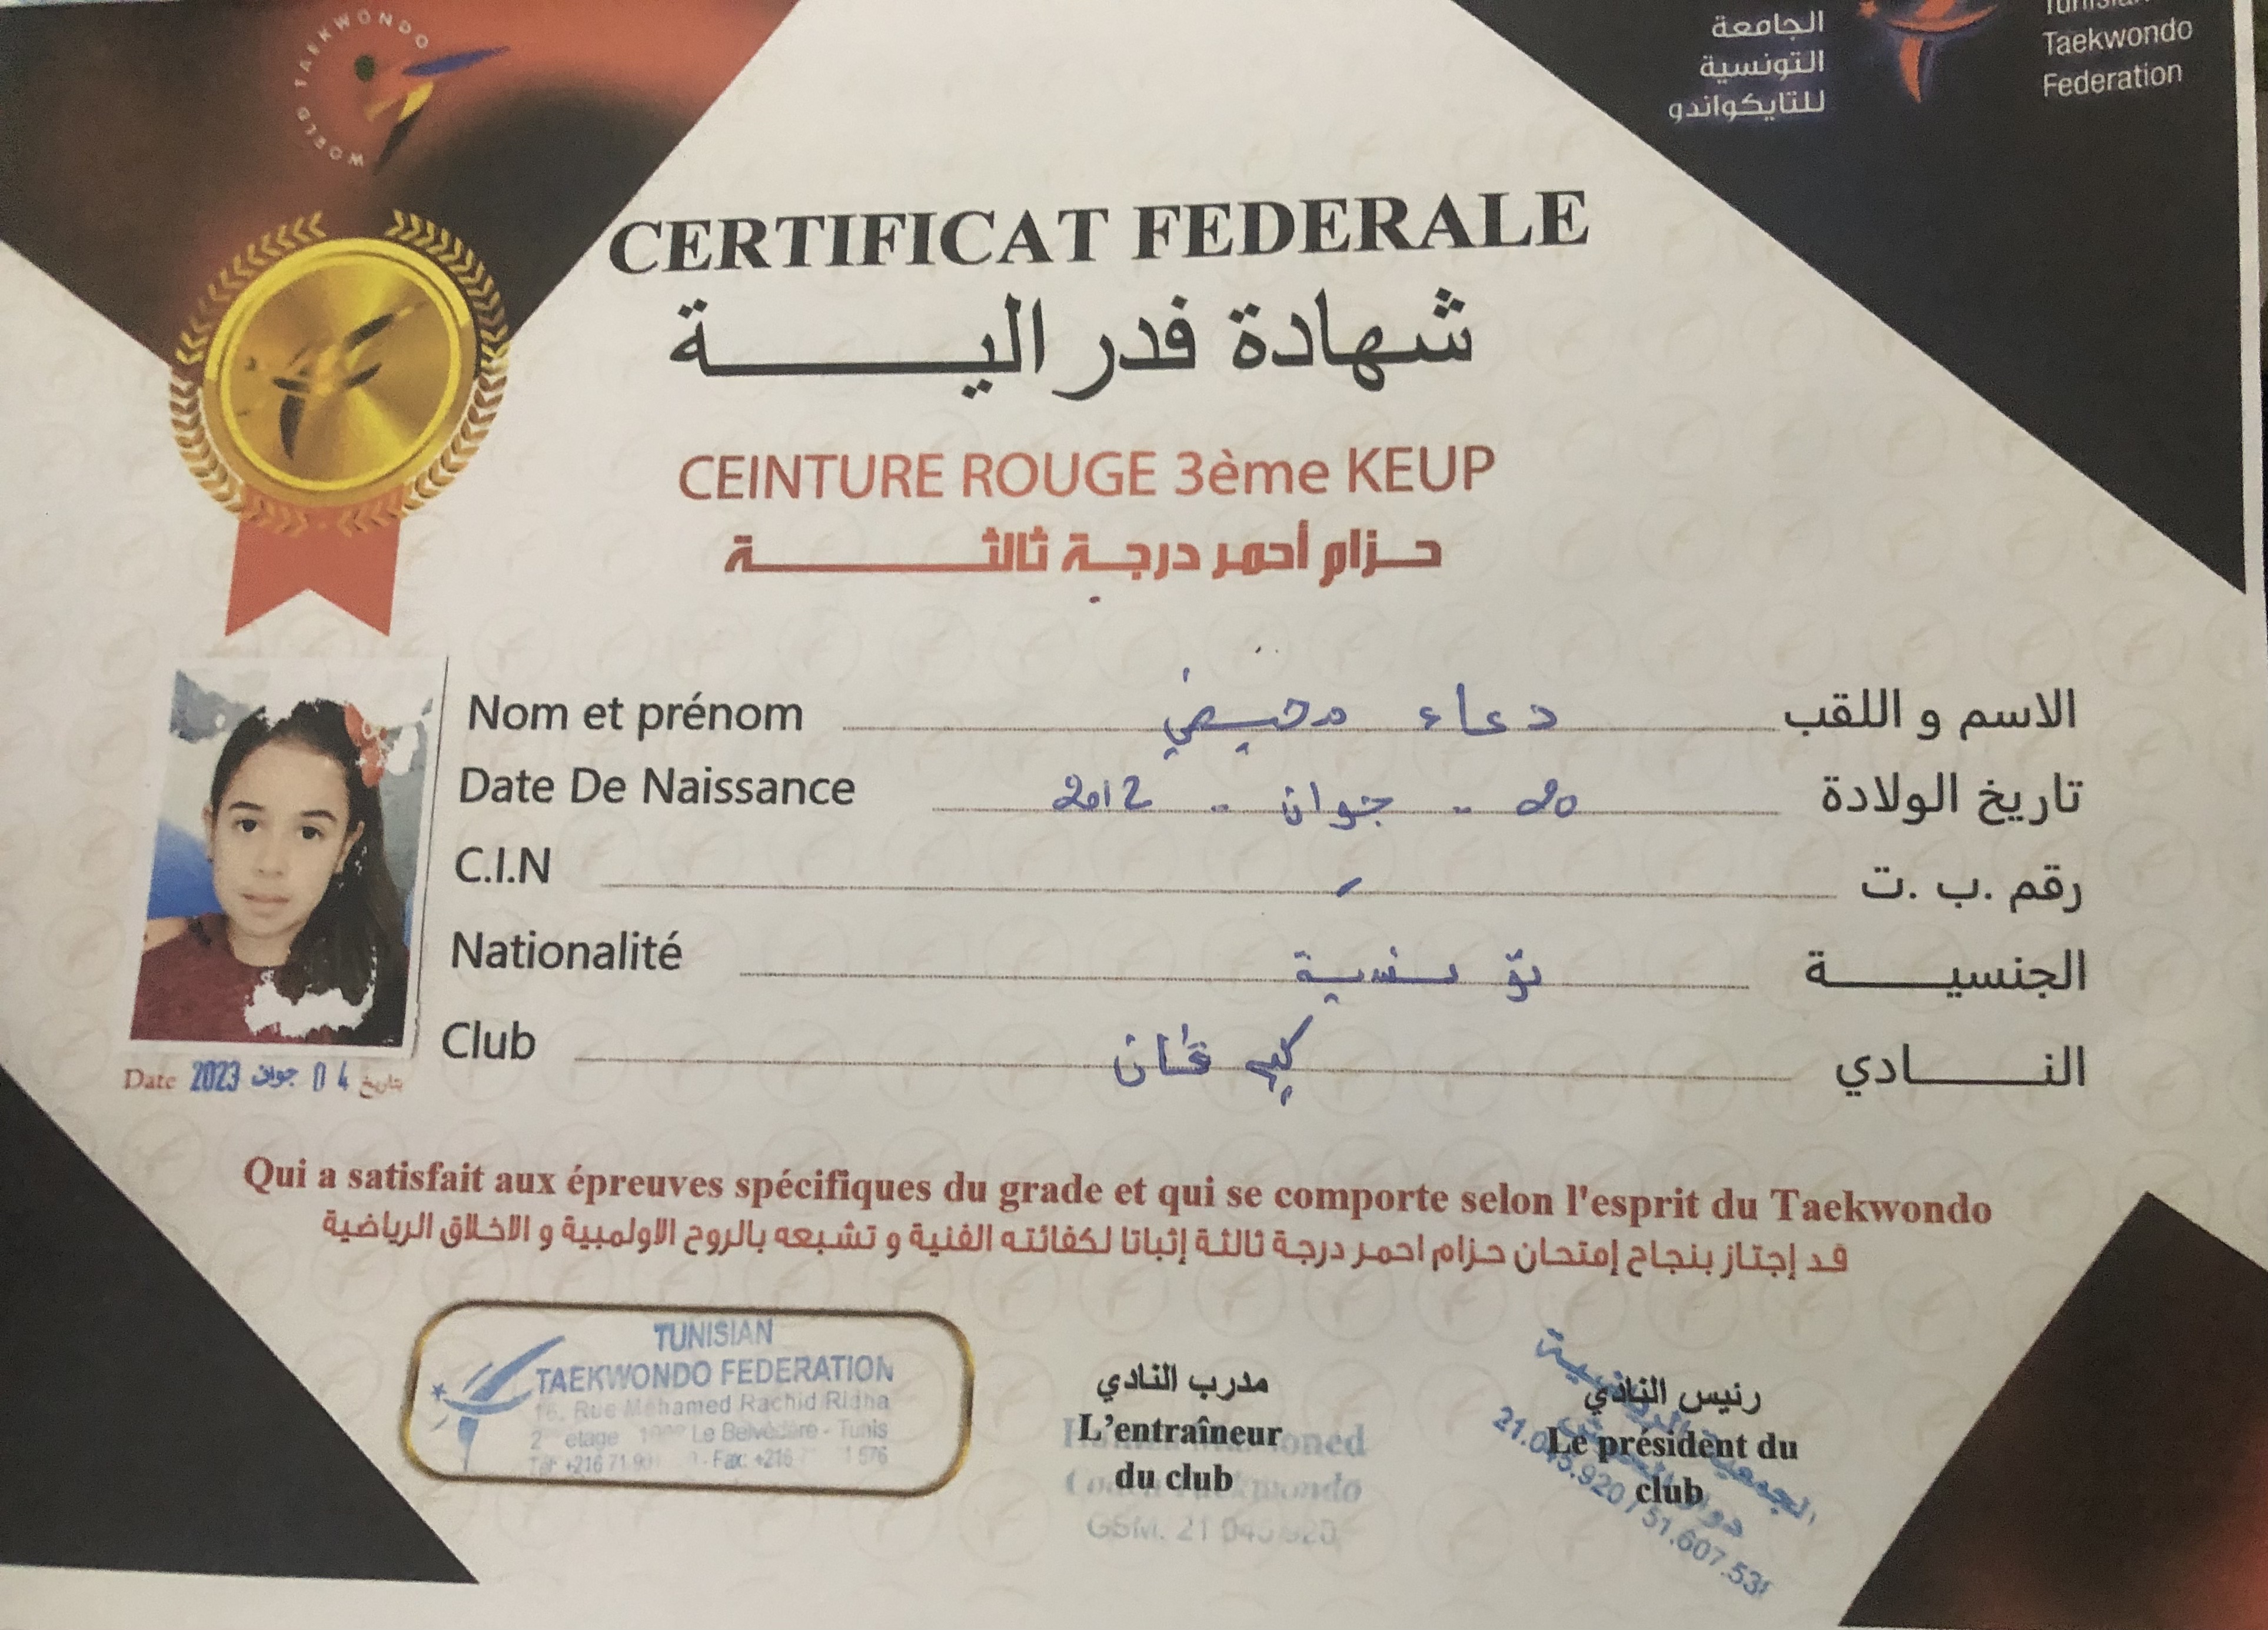 WORLD TAEKWONDO
الجامعة
التونسية
للتايكواندو
Taekwondo
Federation
CERTIFICAT FEDERALE
شهادة فدرالية
CEINTURE ROUGE 3ème KEUP
حزام أحمر درجة ثالثة
Nom et prénom دعاء الاسم و اللقب
Date De Naissance 20 - جوان - 2012 تاريخ الولادة
C.I.N - رقم .ب .ت
Nationalité تونسية الجنسية
Club النادي
Date 2023 جوان 04 تاريخ
Qui a satisfait aux épreuves spécifiques du grade et qui se comporte selon l'esprit du Taekwondo
قد إجتاز بنجاح إمتحان حزام احمر درجة ثالثة إثباتا لكفائته الفنية و تشبعه بالروح الاولمبية و الاخلاق الرياضية
TUNISIAN
TAEKWONDO FEDERATION
16, Rue Mohamed Rachid Ridha
2 etage Le Belvédère - Tunis
مدرب النادي
L'entraîneur
du club
رئيس النادي
Le président du
club